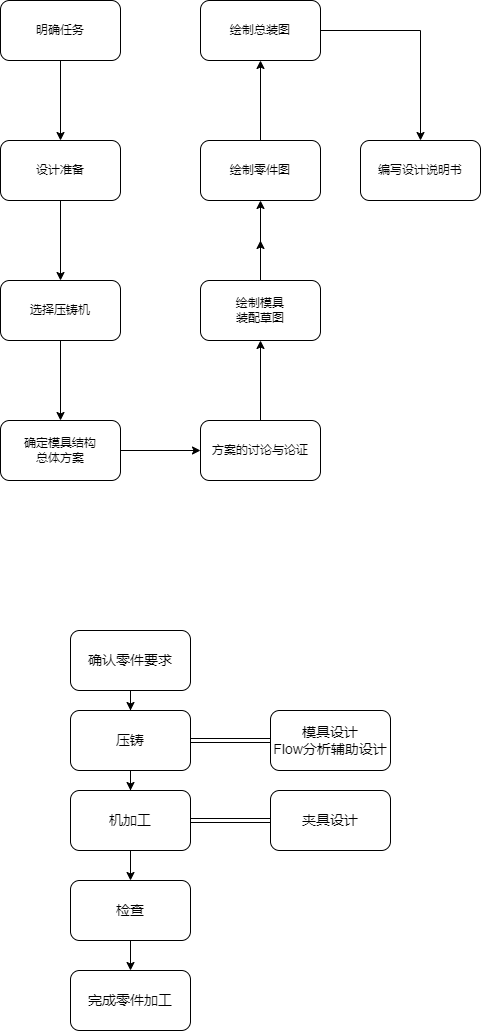 明确任务
设计准备
选择压铸机
确定模具结构
总体方案
方案的讨论与论证
绘制模具
装配草图
绘制零件图
绘制总装图
编写设计说明书
确认零件要求
压铸
模具设计
Flow分析辅助设计
机加工
夹具设计
检查
完成零件加工